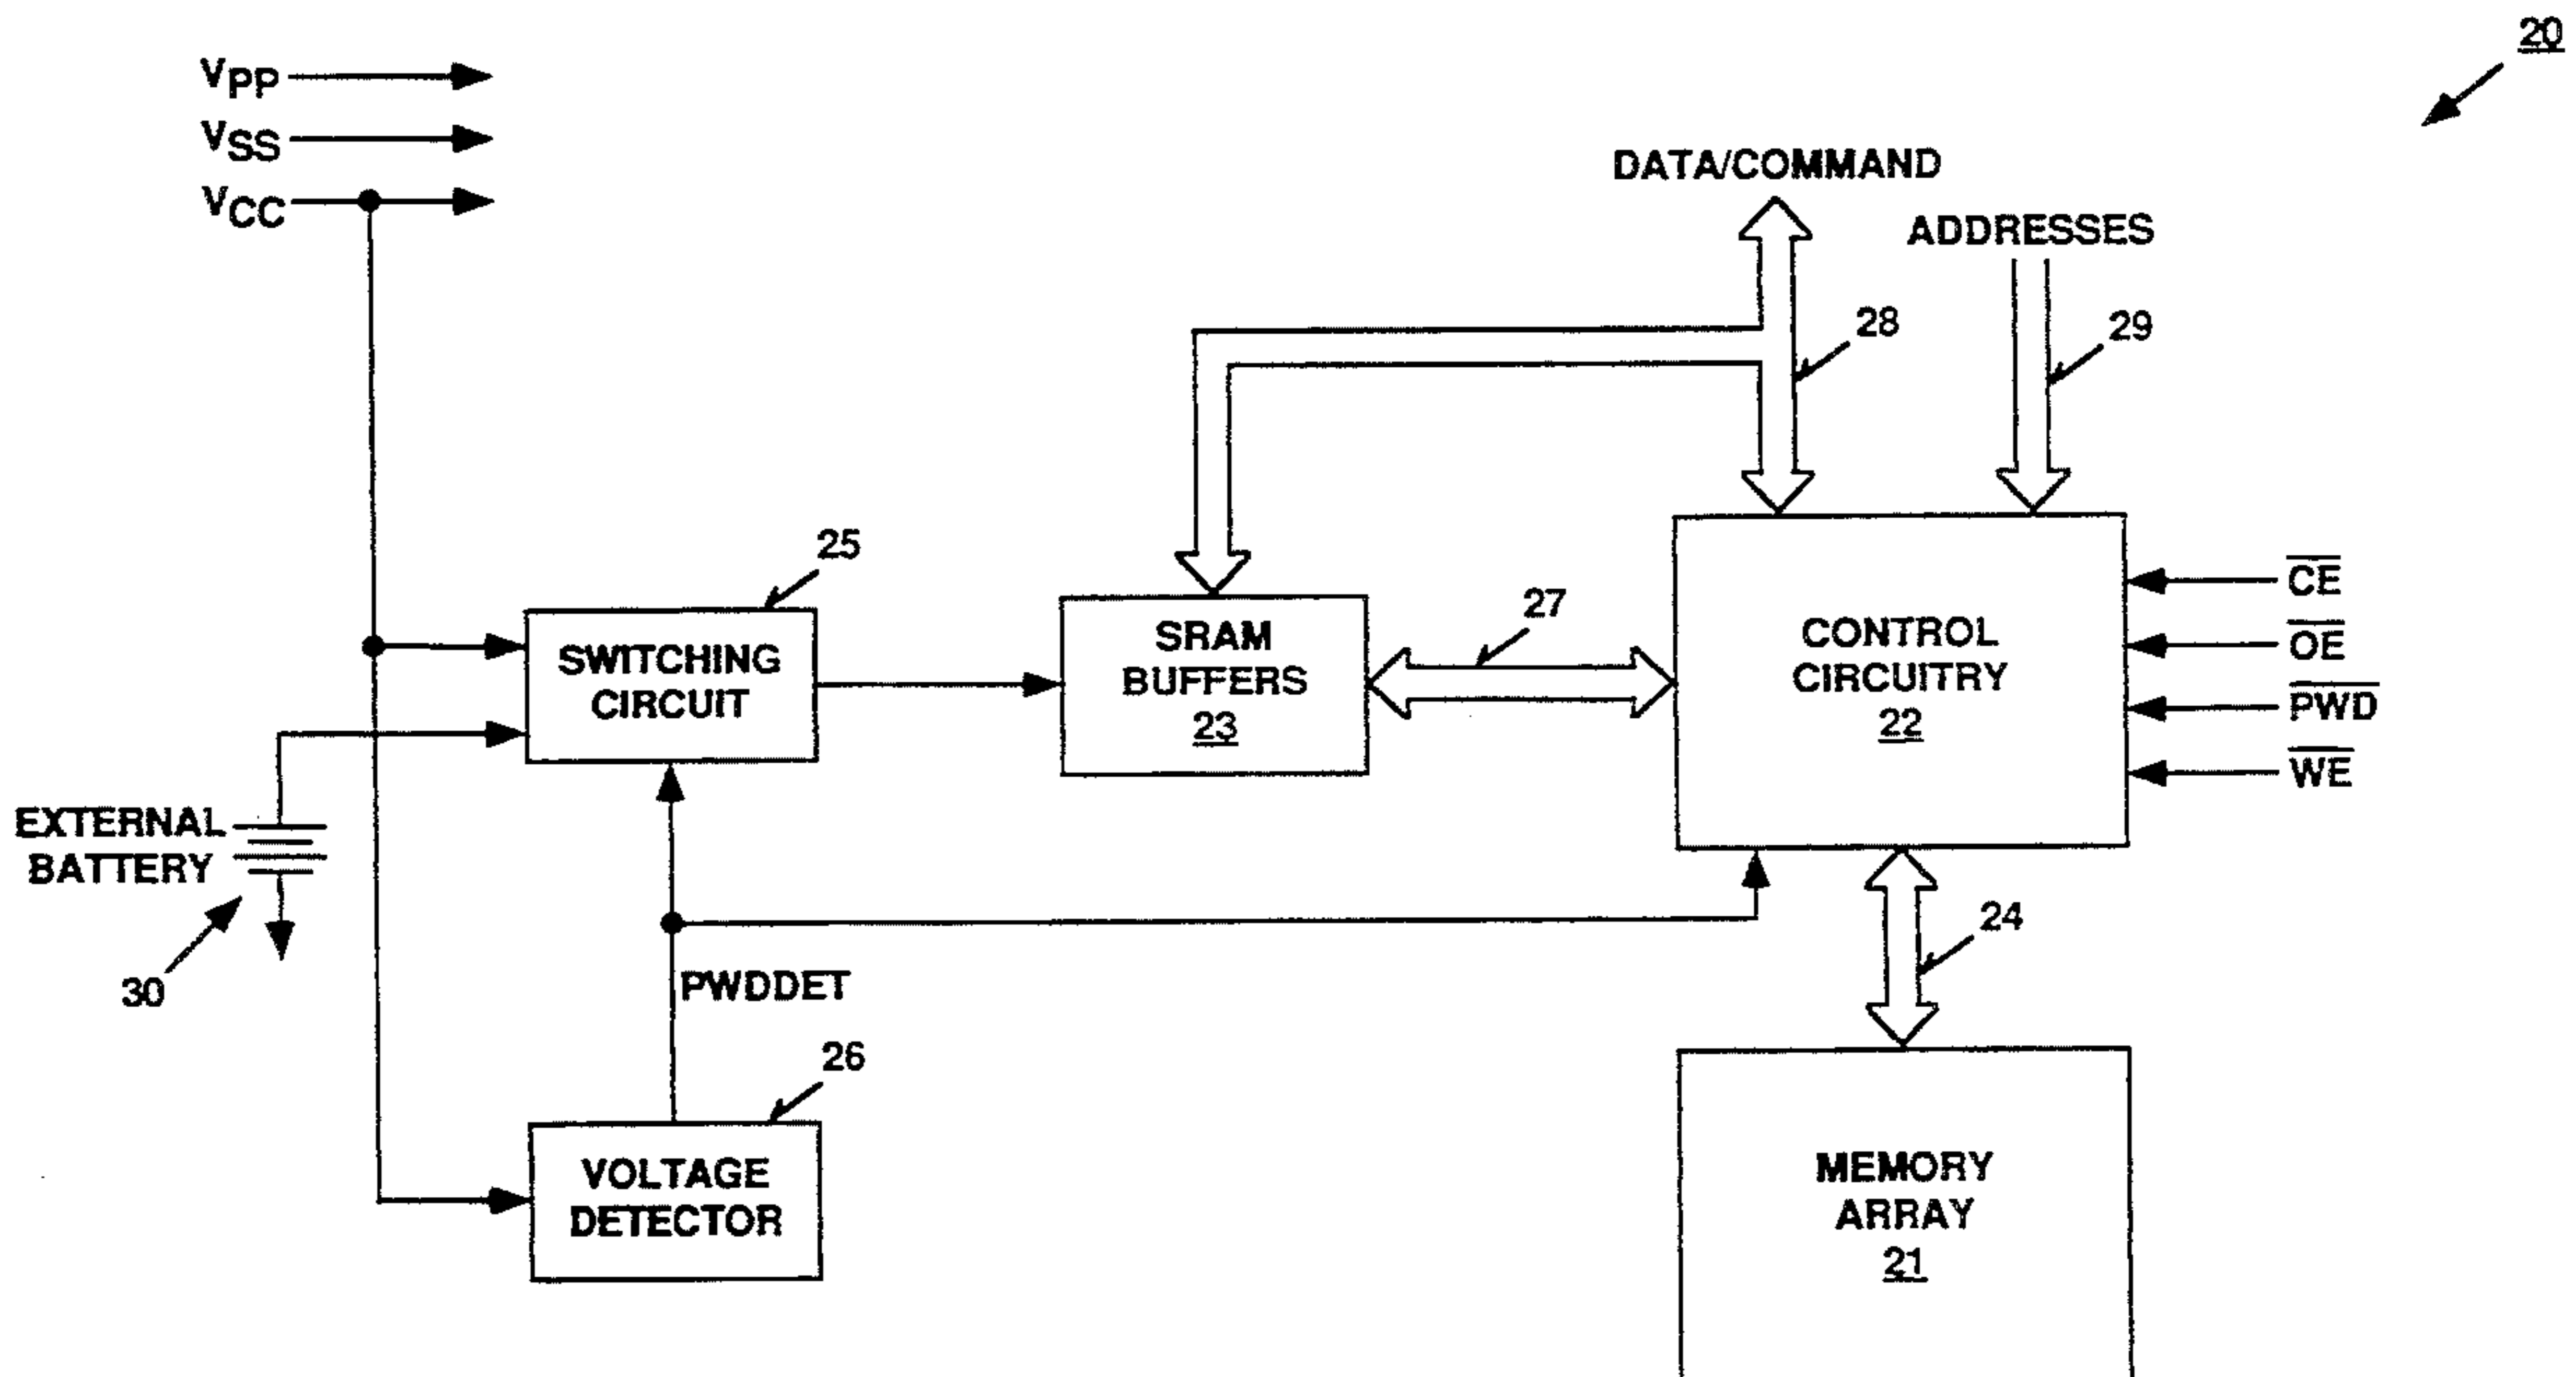 20
VPP
VSS
VCC
DATA/COMMAND
ADDRESSES
28
29
25
SWITCHING
CIRCUIT
SRAM
BUFFERS
23
27
CONTROL
CIRCUITRY
22
CE
OE
PWD
WE
EXTERNAL
BATTERY
30
PWDDET
24
26
VOLTAGE
DETECTOR
MEMORY
ARRAY
21